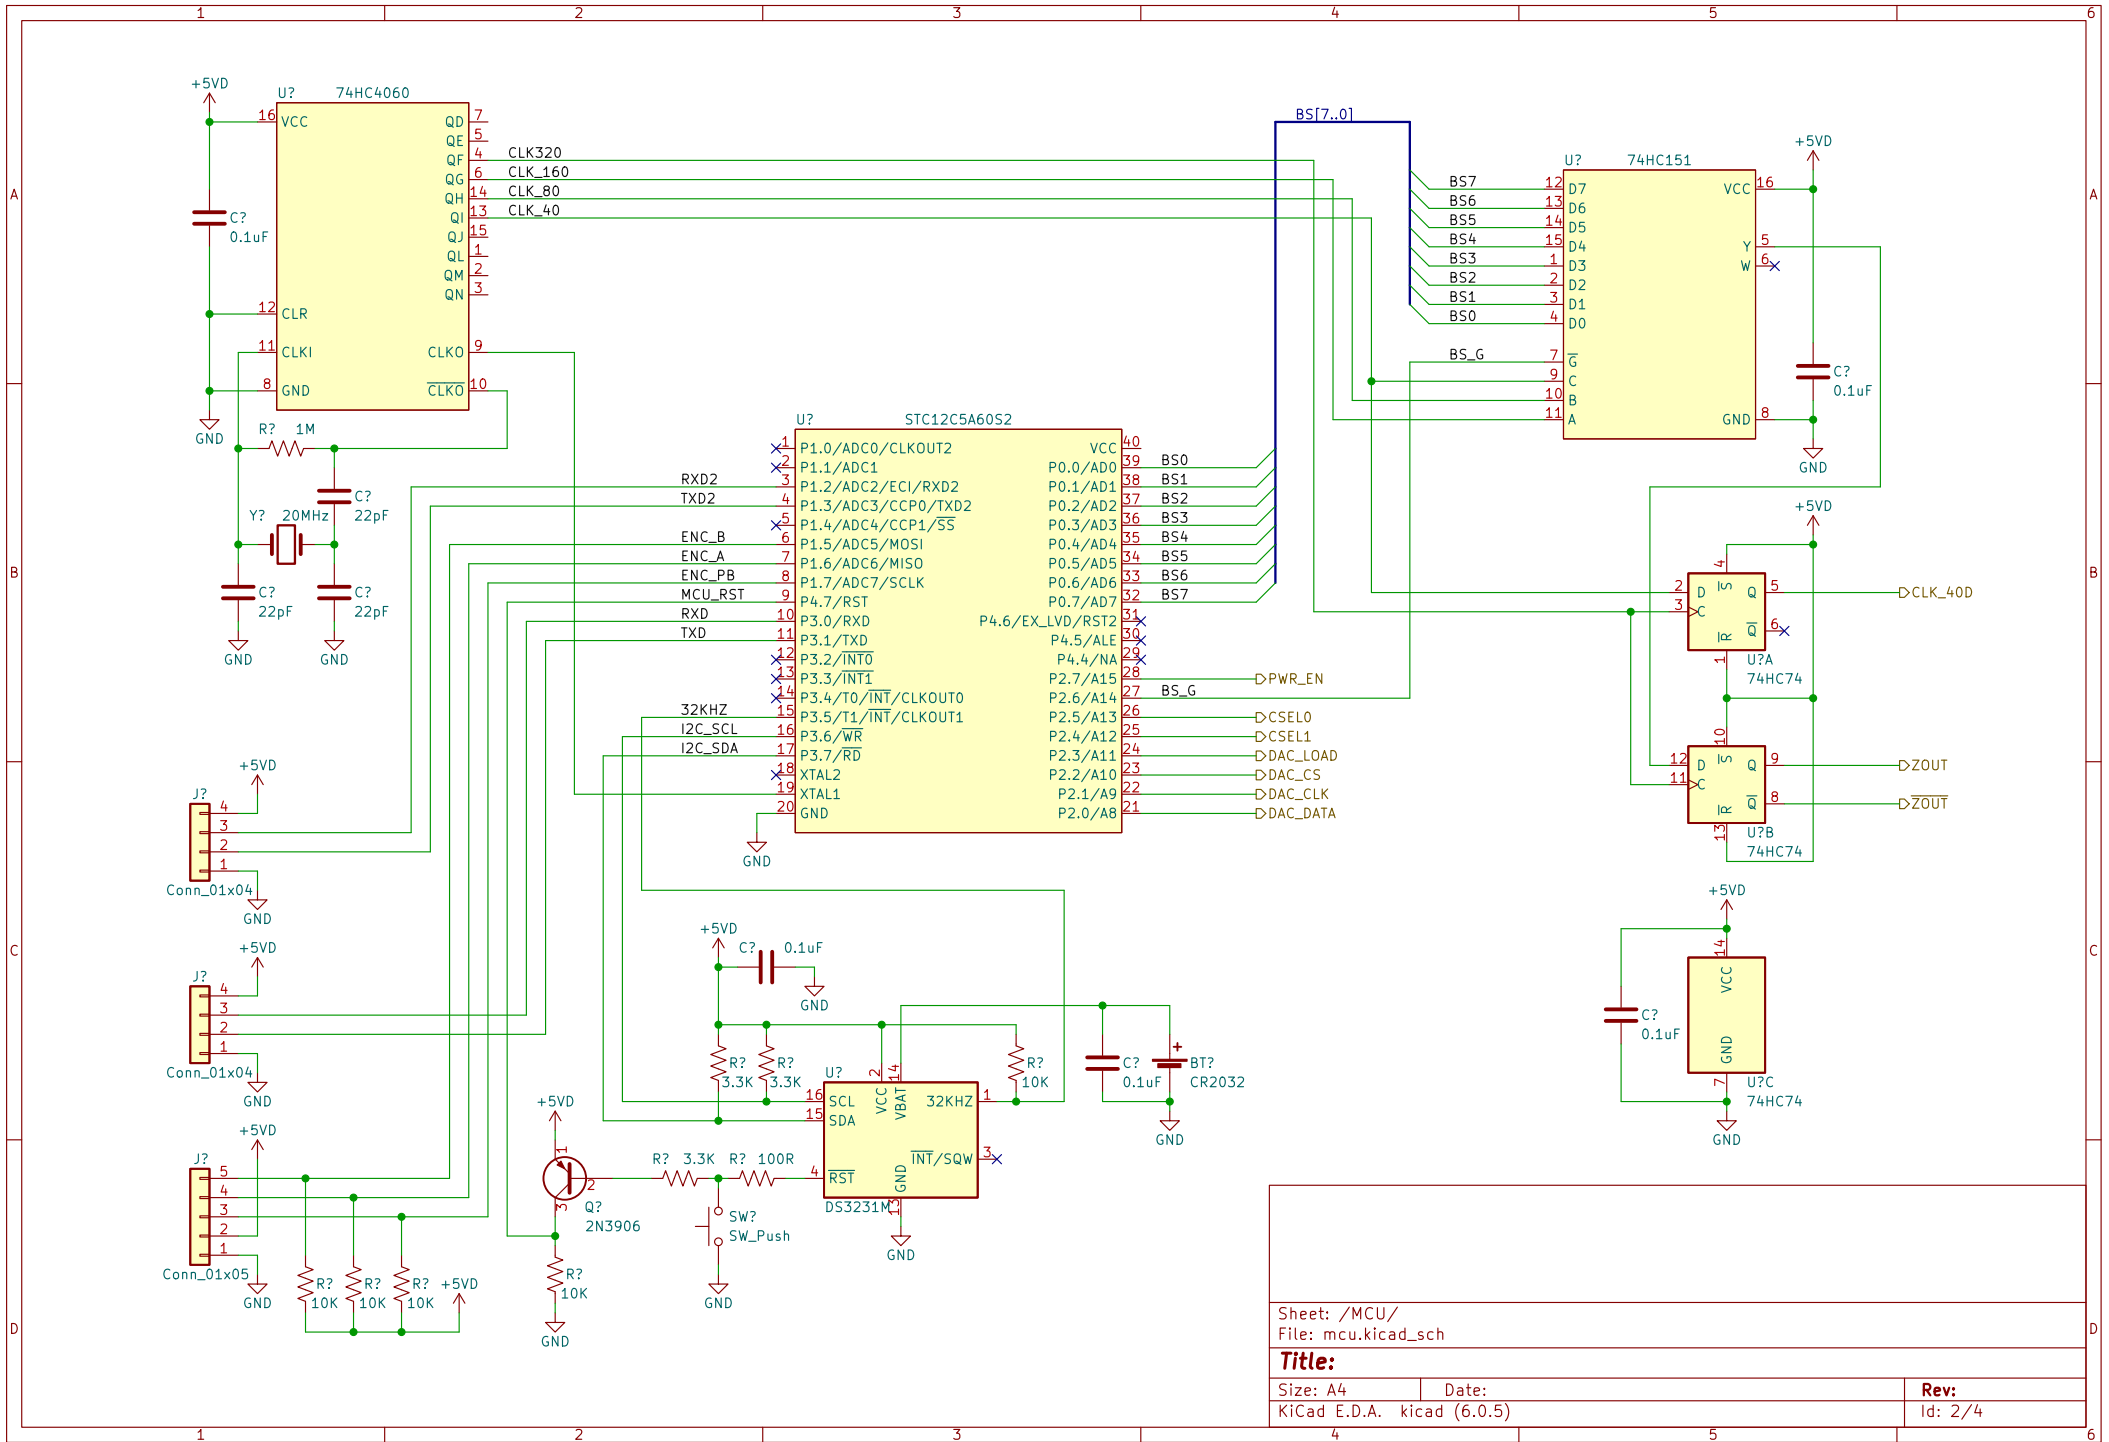 1 2 3 4 5 6
A
B
C
D
+5VD
U? 74HC4060
16 VCC
12 CLR
11 CLKI
8 GND
QD 7
QE 5
QF 4
QG 6
QH 14
QI 13
QJ 15
QL 1
QM 2
QN 3
CLKO 9
CLKO 10
CLK320
CLK_160
CLK_80
CLK_40
C?
0.1uF
GND
R? 1M
C?
22pF
Y? 20MHz
C?
22pF
C?
22pF
GND
GND
BS[7..0]
U? 74HC151
BS7 12 D7
BS6 13 D6
BS5 14 D5
BS4 15 D4
BS3 1 D3
BS2 2 D2
BS1 3 D1
BS0 4 D0
BS_G 7 G
9 C
10 B
11 A
VCC 16
Y 5
W 6
GND 8
+5VD
C?
0.1uF
GND
U? STC12C5A60S2
1 P1.0/ADC0/CLKOUT2
2 P1.1/ADC1
RXD2 3 P1.2/ADC2/ECI/RXD2
TXD2 4 P1.3/ADC3/CCP0/TXD2
5 P1.4/ADC4/CCP1/SS
ENC_B 6 P1.5/ADC5/MOSI
ENC_A 7 P1.6/ADC6/MISO
ENC_PB 8 P1.7/ADC7/SCLK
MCU_RST 9 P4.7/RST
RXD 10 P3.0/RXD
TXD 11 P3.1/TXD
12 P3.2/INT0
13 P3.3/INT1
14 P3.4/T0/INT/CLKOUT0
32KHZ 15 P3.5/T1/INT/CLKOUT1
I2C_SCL 16 P3.6/WR
I2C_SDA 17 P3.7/RD
18 XTAL2
19 XTAL1
20 GND
GND
VCC 40
P0.0/AD0 39 BS0
P0.1/AD1 38 BS1
P0.2/AD2 37 BS2
P0.3/AD3 36 BS3
P0.4/AD4 35 BS4
P0.5/AD5 34 BS5
P0.6/AD6 33 BS6
P0.7/AD7 32 BS7
P4.6/EX_LVD/RST2 31
P4.5/ALE 30
P4.4/NA 29
P2.7/A15 28 PWR_EN
P2.6/A14 27 BS_G
P2.5/A13 26 CSEL0
P2.4/A12 25 CSEL1
P2.3/A11 24 DAC_LOAD
P2.2/A10 23 DAC_CS
P2.1/A9 22 DAC_CLK
P2.0/A8 21 DAC_DATA
+5VD
4
2 D S Q 5 CLK_40D
3 C
R Q 6
1
U?A
74HC74
10
12 D S Q 9 ZOUT
11 C
R Q 8 ZOUT
13
U?B
74HC74
+5VD
14
VCC
GND
7
C?
0.1uF
U?C
74HC74
GND
+5VD
J?
4
3
2
1
Conn_01x04
GND
+5VD
J?
4
3
2
1
Conn_01x04
GND
+5VD
J?
5
4
3
2
1
Conn_01x05
GND
R?
10K
R?
10K
R?
10K
+5VD
+5VD
C? 0.1uF
GND
R?
3.3K
R?
3.3K
U?
16 SCL
15 SDA
4 RST
2 VCC
14 VBAT
32KHZ 1
INT/SQW 3
GND 13
DS3231M
GND
R?
10K
C?
0.1uF
BT?
CR2032
+
GND
+5VD
1
2
3
Q?
2N3906
R? 3.3K
R? 100R
SW?
SW_Push
GND
R?
10K
GND
Sheet: /MCU/
File: mcu.kicad_sch
Title:
Size: A4 Date: Rev:
KiCad E.D.A. kicad (6.0.5) Id: 2/4
A
B
C
D
1 2 3 4 5 6